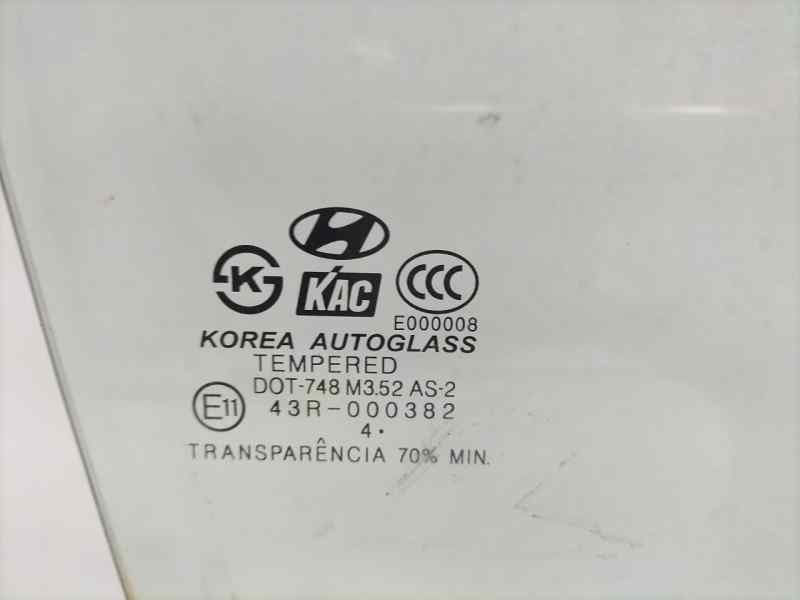 K
KAC
CCC
E000008
KOREA AUTOGLASS
TEMPERED
DOT-748 M3.52 AS-2
E11
43R-000382
4 •
TRANSPARÊNCIA 70% MIN.